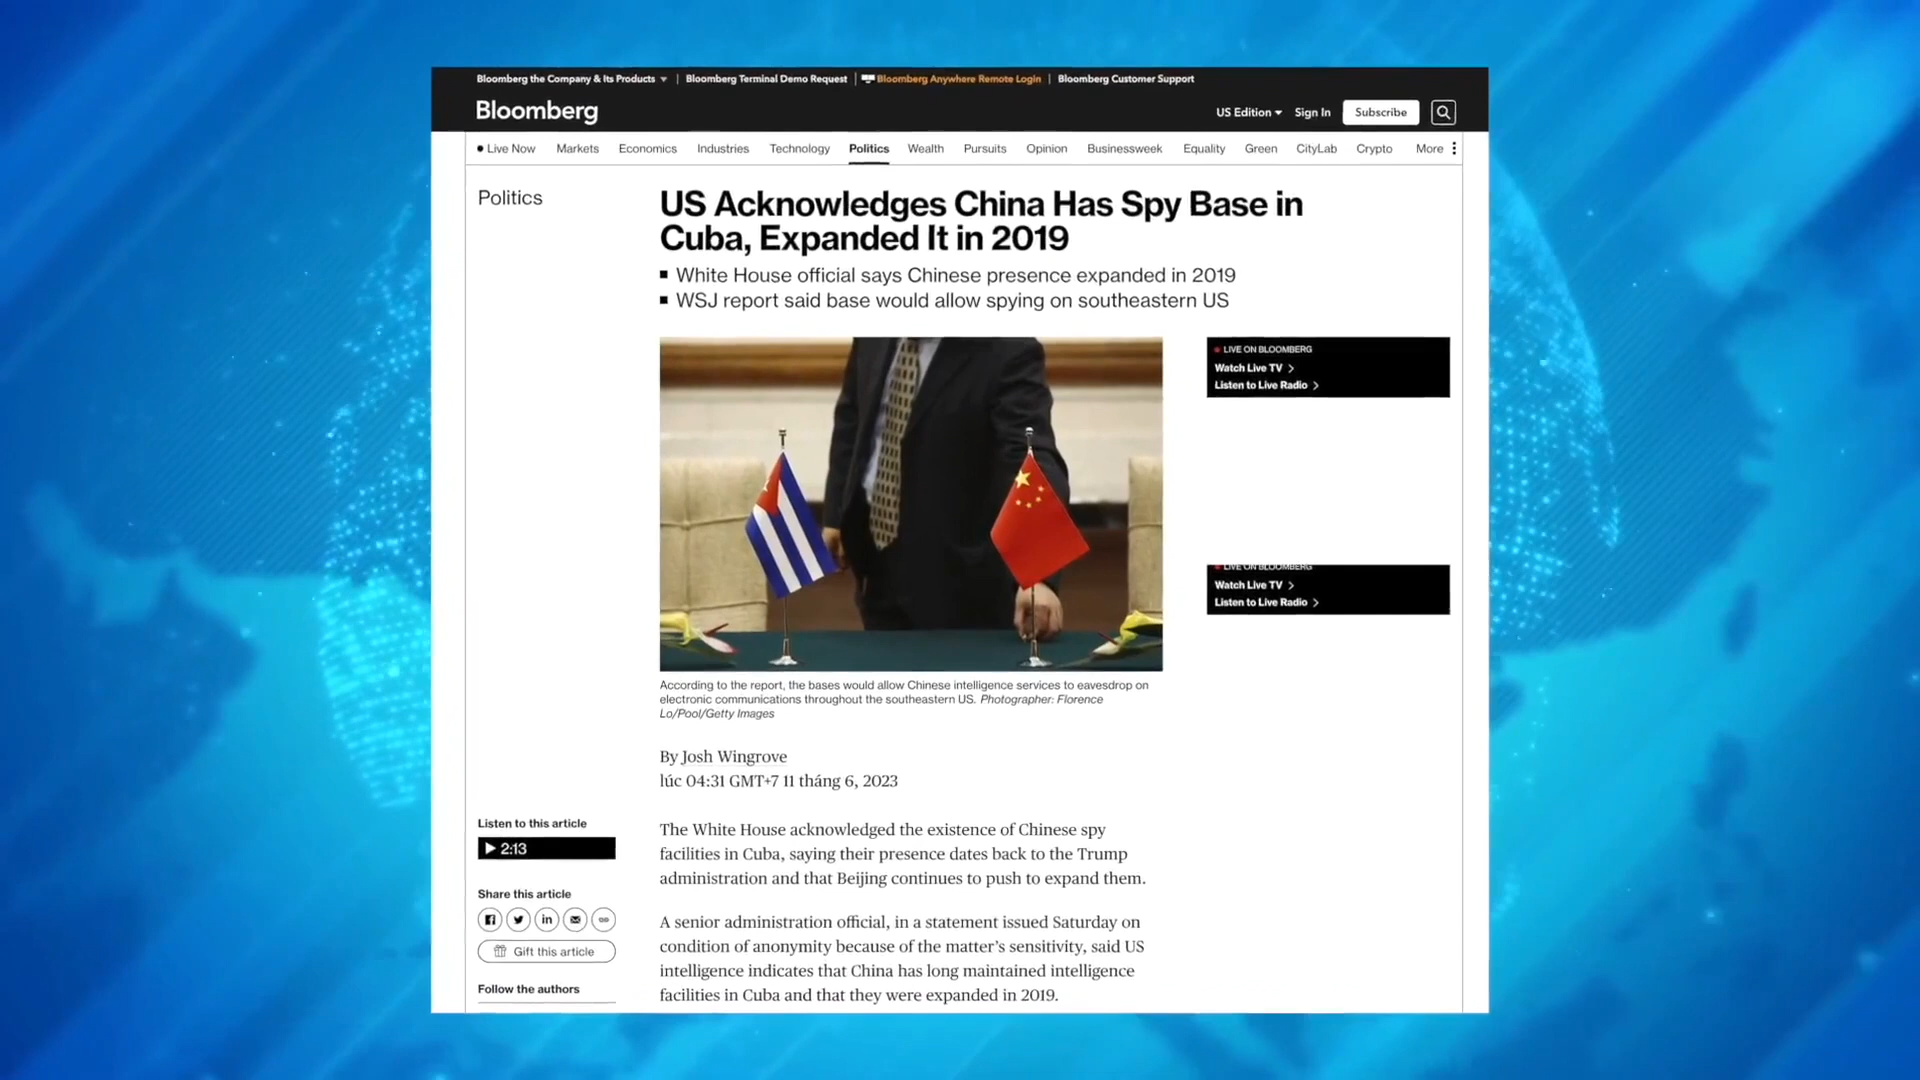 Bloomberg the Company & Its Products
Bloomberg Terminal Demo Request
Bloomberg Anywhere Remote Login
Bloomberg Customer Support
Bloomberg
US Edition
Sign In
Subscribe
Live Now
Markets
Economics
Industries
Technology
Politics
Wealth
Pursuits
Opinion
Businessweek
Equality
Green
CityLab
Crypto
More
Politics
US Acknowledges China Has Spy Base in
Cuba, Expanded It in 2019
White House official says Chinese presence expanded in 2019
WSJ report said base would allow spying on southeastern US
LIVE ON BLOOMBERG
Watch Live TV
Listen to Live Radio
LIVE ON BLOOMBERG
Watch Live TV
Listen to Live Radio
According to the report, the bases would allow Chinese intelligence services to eavesdrop on
electronic communications throughout the southeastern US. Photographer: Florence
Lo/Pool/Getty Images
By Josh Wingrove
lúc 04:31 GMT+7 11 tháng 6, 2023
Listen to this article
2:13
Share this article
Gift this article
Follow the authors
The White House acknowledged the existence of Chinese spy
facilities in Cuba, saying their presence dates back to the Trump
administration and that Beijing continues to push to expand them.
A senior administration official, in a statement issued Saturday on
condition of anonymity because of the matter's sensitivity, said US
intelligence indicates that China has long maintained intelligence
facilities in Cuba and that they were expanded in 2019.